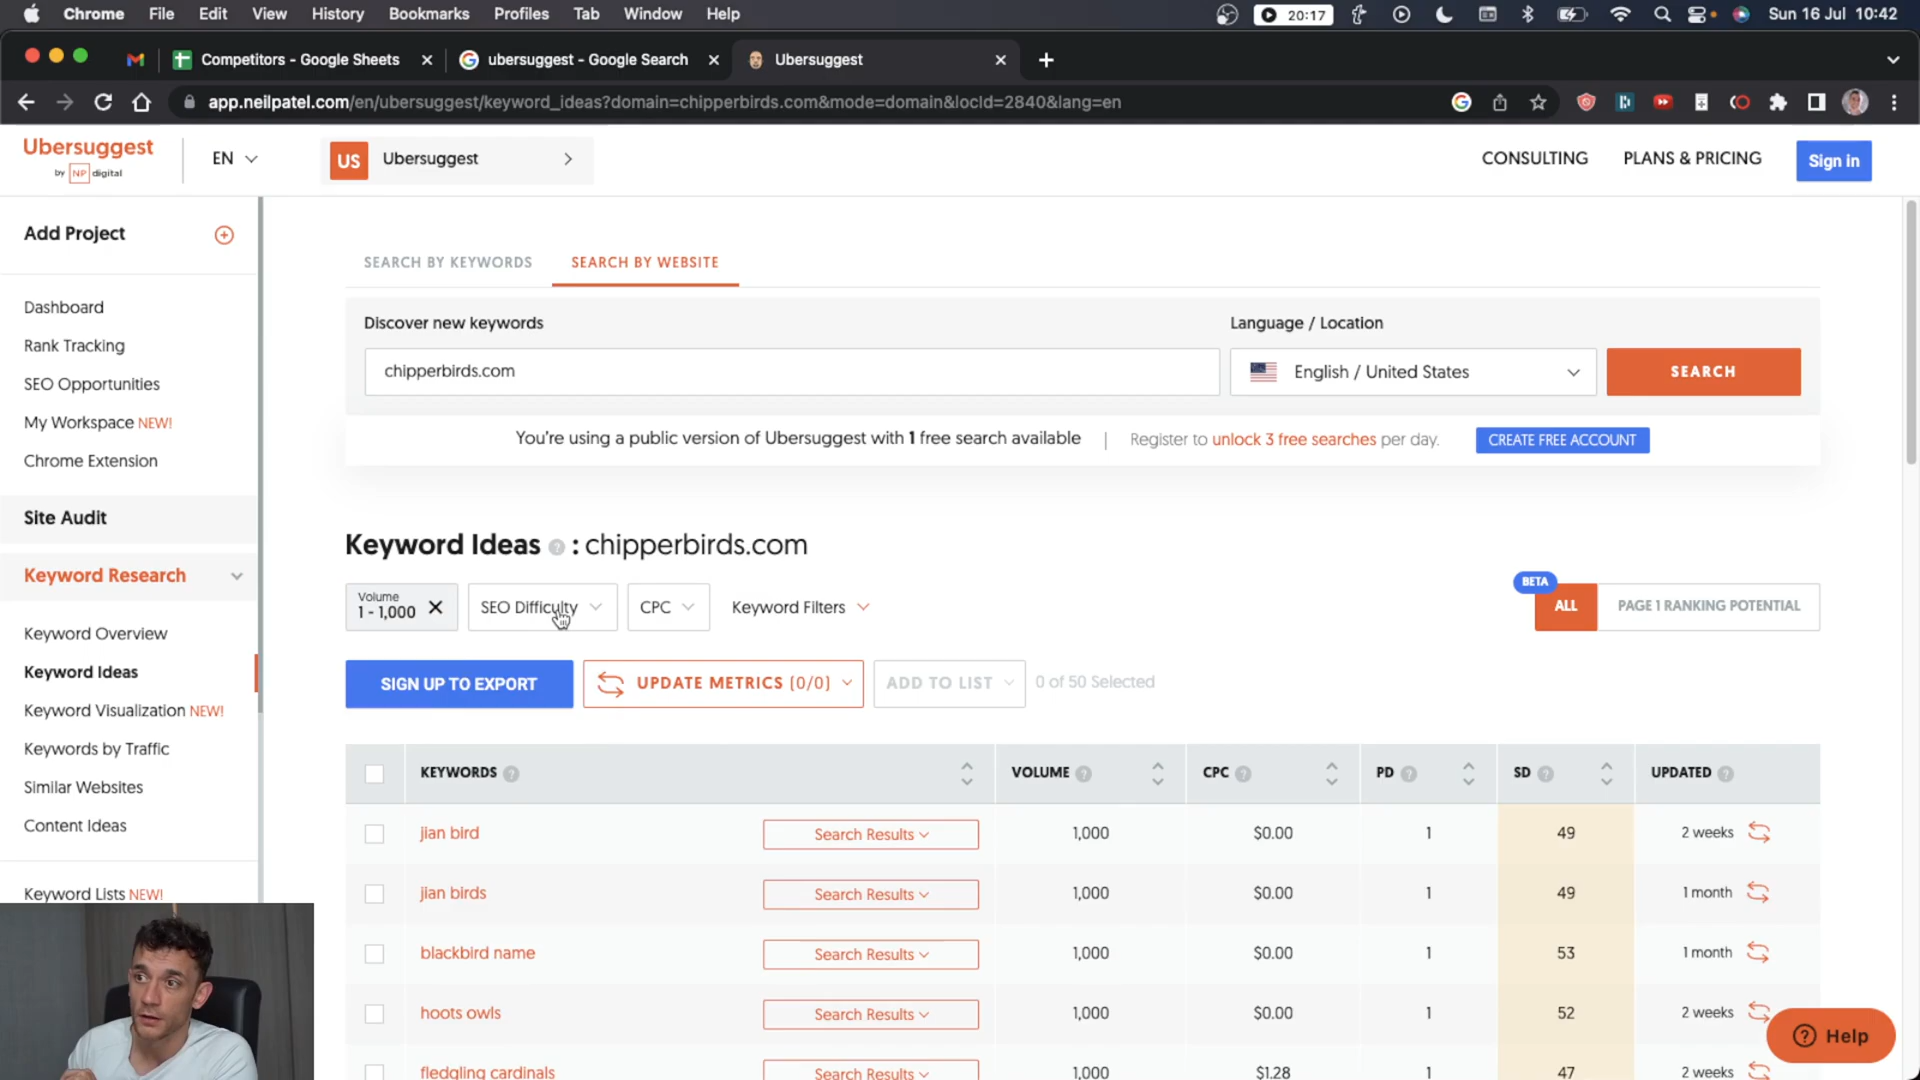 Chrome File Edit View History Bookmarks Profiles Tab Window Help 20:17 Sun 16 Jul 10:42
Competitors - Google Sheets ubersuggest - Google Search Ubersuggest
app.neilpatel.com/en/ubersuggest/keyword_ideas?domain=chipperbirds.com&mode=domain&locId=2840&lang=en
Ubersuggest
by NP digital
EN
US Ubersuggest
CONSULTING PLANS & PRICING Sign in
Add Project
Dashboard
Rank Tracking
SEO Opportunities
My Workspace NEW!
Chrome Extension
Site Audit
Keyword Research
Keyword Overview
Keyword Ideas
Keyword Visualization NEW!
Keywords by Traffic
Similar Websites
Content Ideas
Keyword Lists NEW!
SEARCH BY KEYWORDS SEARCH BY WEBSITE
Discover new keywords Language / Location
chipperbirds.com English / United States SEARCH
You're using a public version of Ubersuggest with 1 free search available | Register to unlock 3 free searches per day. CREATE FREE ACCOUNT
Keyword Ideas ? : chipperbirds.com
Volume
1 - 1,000
SEO Difficulty CPC Keyword Filters
BETA
ALL PAGE 1 RANKING POTENTIAL
SIGN UP TO EXPORT UPDATE METRICS (0/0) ADD TO LIST 0 of 50 Selected
KEYWORDS ? VOLUME ? CPC ? PD ? SD ? UPDATED ?
jian bird Search Results 1,000 $0.00 1 49 2 weeks
jian birds Search Results 1,000 $0.00 1 49 1 month
blackbird name Search Results 1,000 $0.00 1 53 1 month
hoots owls Search Results 1,000 $0.00 1 52 2 weeks
fledgling cardinals Search Results 1,000 $1.28 1 47 2 weeks
? Help